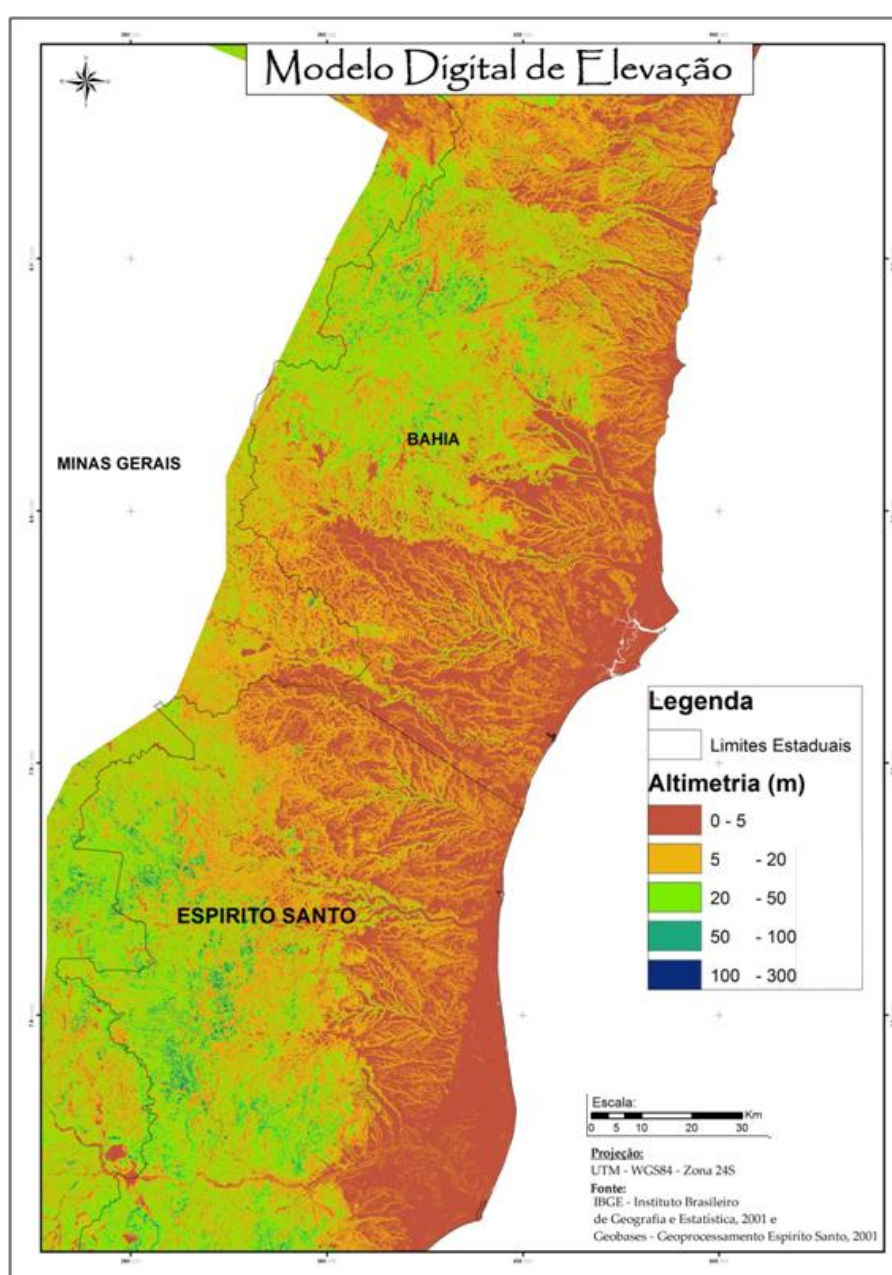 Modelo Digital de Elevação
BAHIA
MINAS GERAIS
ESPIRITO SANTO
Legenda
Limites Estaduais
Altimetria (m)
0 - 5
5 - 20
20 - 50
50 - 100
100 - 300
Escala:
Km
0 5 10 20 30
Projeção:
UTM - WGS84 - Zona 24S
Fonte:
IBGE - Instituto Brasileiro
de Geografia e Estatística, 2001 e
Geobases - Geoprocessamento Espirito Santo, 2001